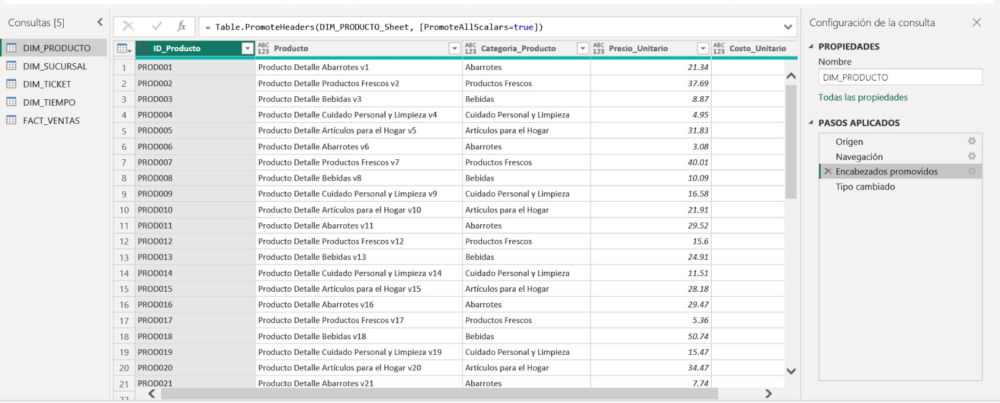 Consultas [5]
DIM_PRODUCTO
DIM_SUCURSAL
DIM_TICKET
DIM_TIEMPO
FACT_VENTAS
fx
= Table.PromoteHeaders(DIM_PRODUCTO_Sheet, [PromoteAllScalars=true])
ID_Producto ABC 123 Producto ABC 123 Categoria_Producto ABC 123 Precio_Unitario ABC 123 Costo_Unitario
1 PROD001 Producto Detalle Abarrotes v1 Abarrotes 21.34
2 PROD002 Producto Detalle Productos Frescos v2 Productos Frescos 37.69
3 PROD003 Producto Detalle Bebidas v3 Bebidas 8.87
4 PROD004 Producto Detalle Cuidado Personal y Limpieza v4 Cuidado Personal y Limpieza 4.95
5 PROD005 Producto Detalle Artículos para el Hogar v5 Artículos para el Hogar 31.83
6 PROD006 Producto Detalle Abarrotes v6 Abarrotes 3.08
7 PROD007 Producto Detalle Productos Frescos v7 Productos Frescos 40.01
8 PROD008 Producto Detalle Bebidas v8 Bebidas 10.09
9 PROD009 Producto Detalle Cuidado Personal y Limpieza v9 Cuidado Personal y Limpieza 16.58
10 PROD010 Producto Detalle Artículos para el Hogar v10 Artículos para el Hogar 21.91
11 PROD011 Producto Detalle Abarrotes v11 Abarrotes 29.52
12 PROD012 Producto Detalle Productos Frescos v12 Productos Frescos 15.6
13 PROD013 Producto Detalle Bebidas v13 Bebidas 24.91
14 PROD014 Producto Detalle Cuidado Personal y Limpieza v14 Cuidado Personal y Limpieza 11.51
15 PROD015 Producto Detalle Artículos para el Hogar v15 Artículos para el Hogar 28.18
16 PROD016 Producto Detalle Abarrotes v16 Abarrotes 29.47
17 PROD017 Producto Detalle Productos Frescos v17 Productos Frescos 5.36
18 PROD018 Producto Detalle Bebidas v18 Bebidas 50.74
19 PROD019 Producto Detalle Cuidado Personal y Limpieza v19 Cuidado Personal y Limpieza 15.47
20 PROD020 Producto Detalle Artículos para el Hogar v20 Artículos para el Hogar 34.47
21 PROD021 Producto Detalle Abarrotes v21 Abarrotes 7.74
22
Configuración de la consulta
PROPIEDADES
Nombre
DIM_PRODUCTO
Todas las propiedades
PASOS APLICADOS
Origen
Navegación
Encabezados promovidos
Tipo cambiado